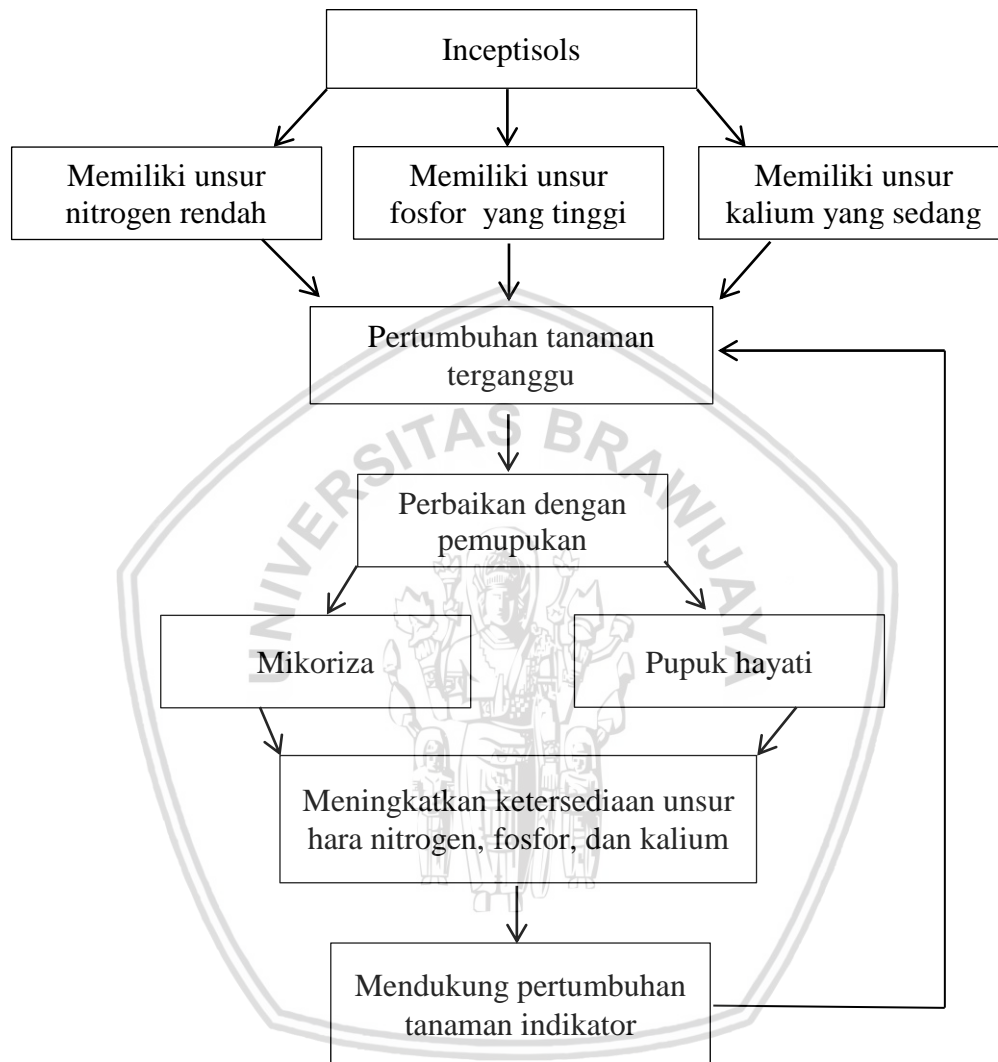 Inceptisols
Memiliki unsur
nitrogen rendah
Memiliki unsur
fosfor  yang tinggi
Memiliki unsur
kalium yang sedang
Pertumbuhan tanaman
terganggu
UNIVERSITAS BRAWIJAYA
Perbaikan dengan
pemupukan
Mikoriza
Pupuk hayati
Meningkatkan ketersediaan unsur
hara nitrogen, fosfor, dan kalium
Mendukung pertumbuhan
tanaman indikator